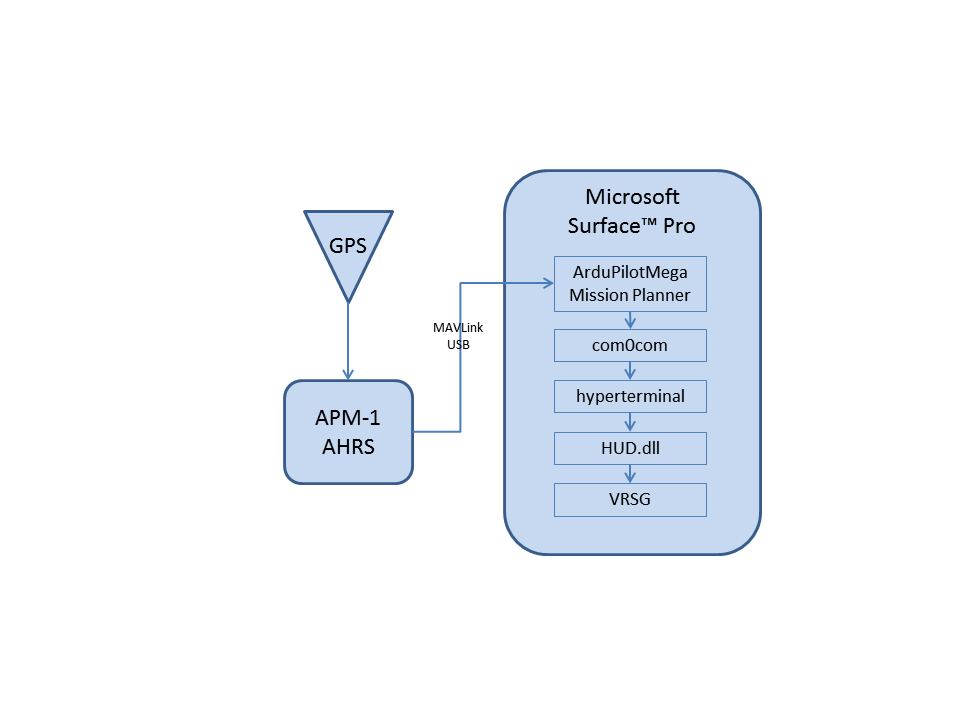 GPS
APM-1
AHRS
MAVLink
USB
Microsoft
Surface™ Pro
ArduPilotMega
Mission Planner
com0com
hyperterminal
HUD.dll
VRSG